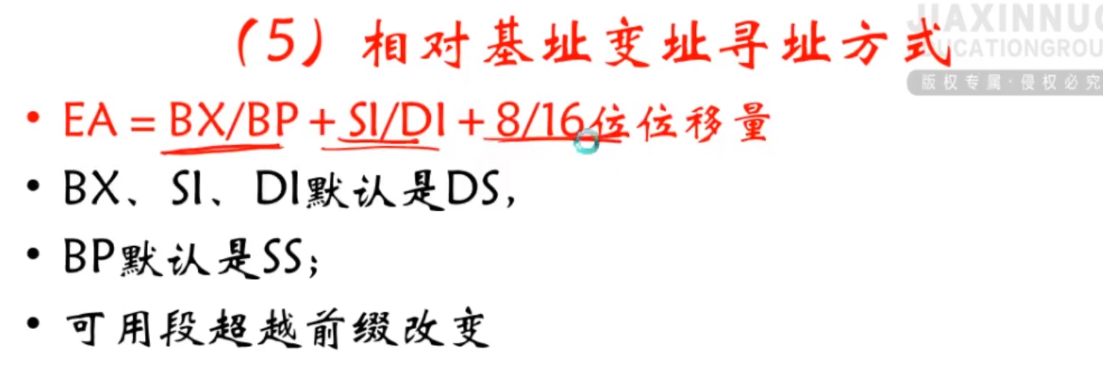 （5）相对基址变址寻址方式
JIAXINNUO
UCATIONGROU
版权专属·侵权必究
• EA = BX/BP + SI/DI + 8/16位位移量
• BX、SI、DI默认是DS，
• BP默认是SS；
• 可用段超越前缀改变